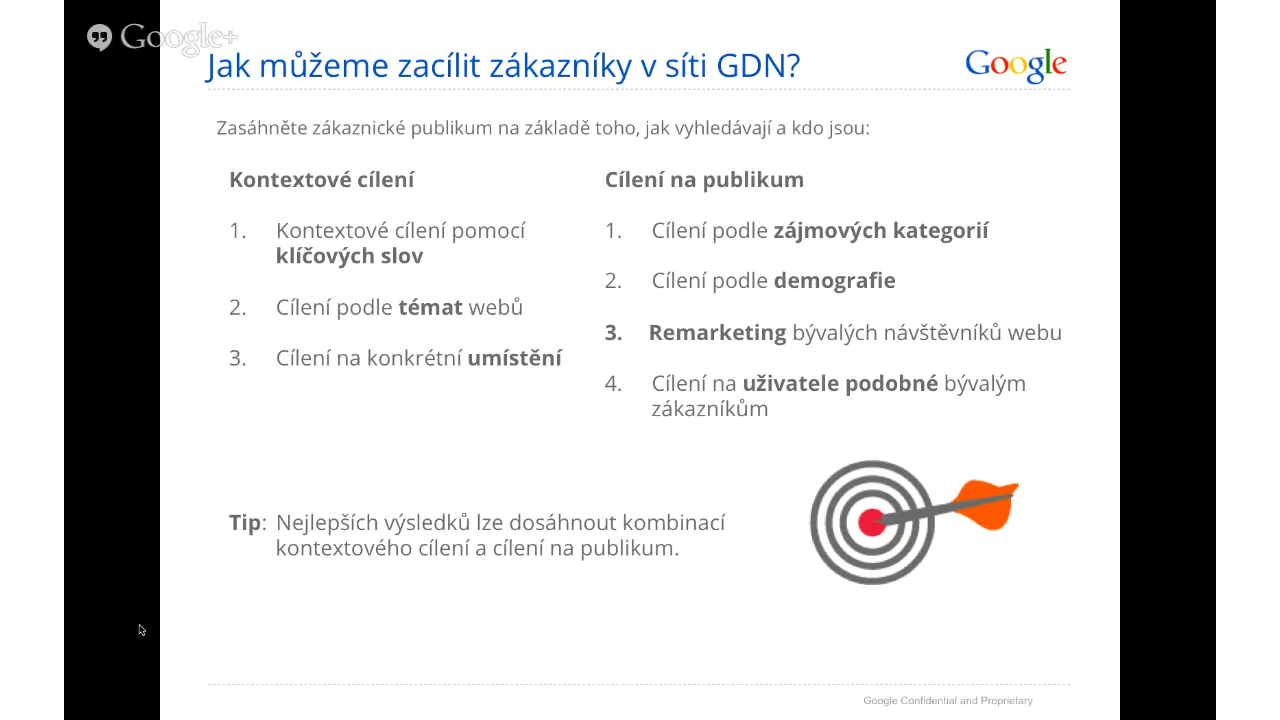 Google+
Jak můžeme zacílit zákazníky v síti GDN?
Google
Zasáhněte zákaznické publikum na základě toho, jak vyhledávají a kdo jsou:
Kontextové cílení
1. Kontextové cílení pomocí
klíčových slov
2. Cílení podle témat webů
3. Cílení na konkrétní umístění
Cílení na publikum
1. Cílení podle zájmových kategorií
2. Cílení podle demografie
3. Remarketing bývalých návštěvníků webu
4. Cílení na uživatele podobné bývalým
zákazníkům
Tip: Nejlepších výsledků lze dosáhnout kombinací
kontextového cílení a cílení na publikum.
Google Confidential and Proprietary